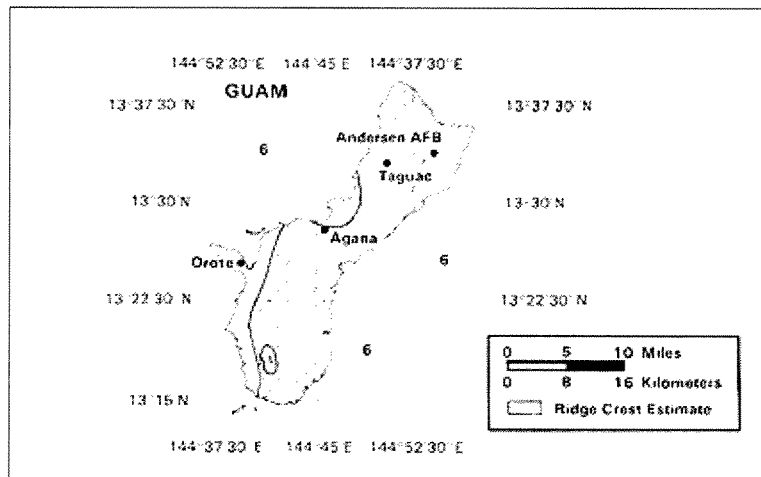 144°52'30"E 144°45'E 144°37'30"E
GUAM
13°37'30"N 13°37'30"N
Andersen AFB
6
Taguac
13°30'N 13°30'N
Agana
Orote
6
13°22'30"N 13°22'30"N
6
0 5 10 Miles
0 8 16 Kilometers
Ridge Crest Estimate
13°15'N
144°37'30"E 144°45'E 144°52'30"E